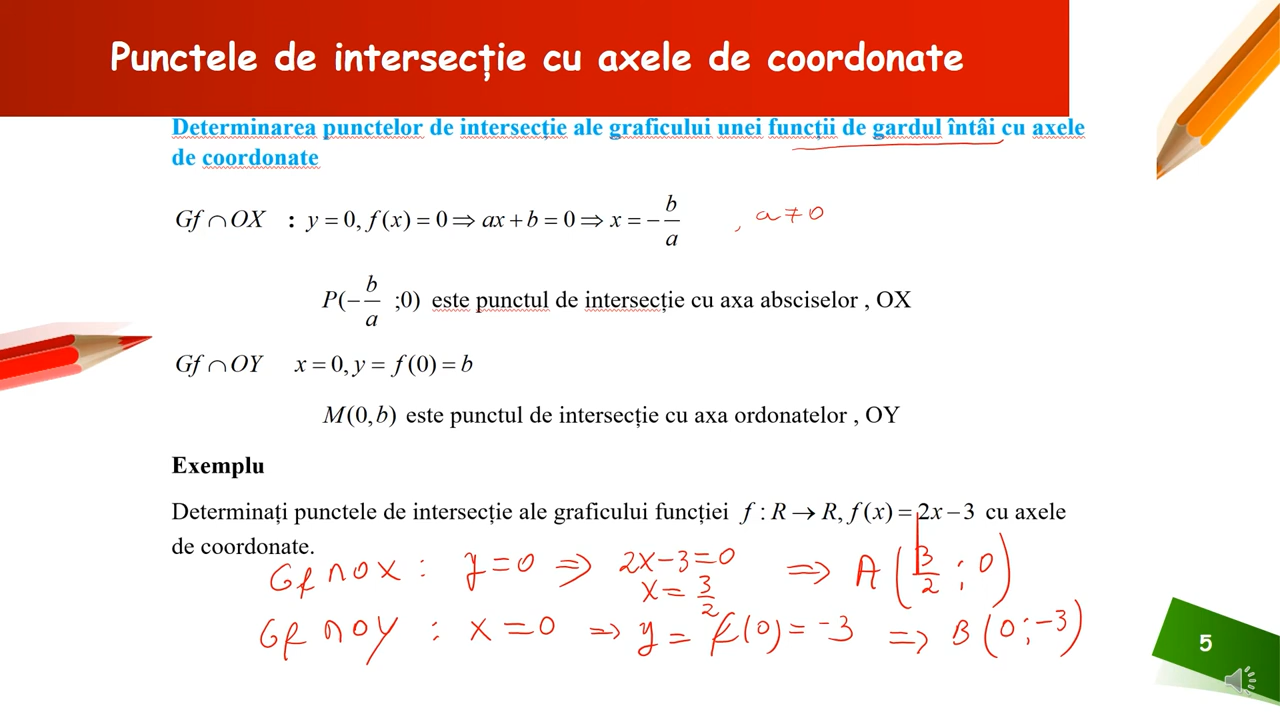 Punctele de intersecție cu axele de coordonate
Determinarea punctelor de intersecție ale graficului unei funcții de gardul întâi cu axele
de coordonate
Gf ∩ OX : y = 0, f(x) = 0 ⇒ ax + b = 0 ⇒ x = −b/a , a ≠ 0
P(−b/a ;0) este punctul de intersecție cu axa absciselor , OX
Gf ∩ OY x = 0, y = f(0) = b
M(0,b) este punctul de intersecție cu axa ordonatelor , OY
Exemplu
Determinați punctele de intersecție ale graficului funcției f : R → R, f(x) = 2x − 3 cu axele
de coordonate.
Gf ∩ OX : y = 0 ⇒ 2x − 3 = 0 ⇒ A(3/2 ; 0)
x = 3/2
Gf ∩ OY : x = 0 ⇒ y = f(0) = −3 ⇒ B(0 ; −3)
5